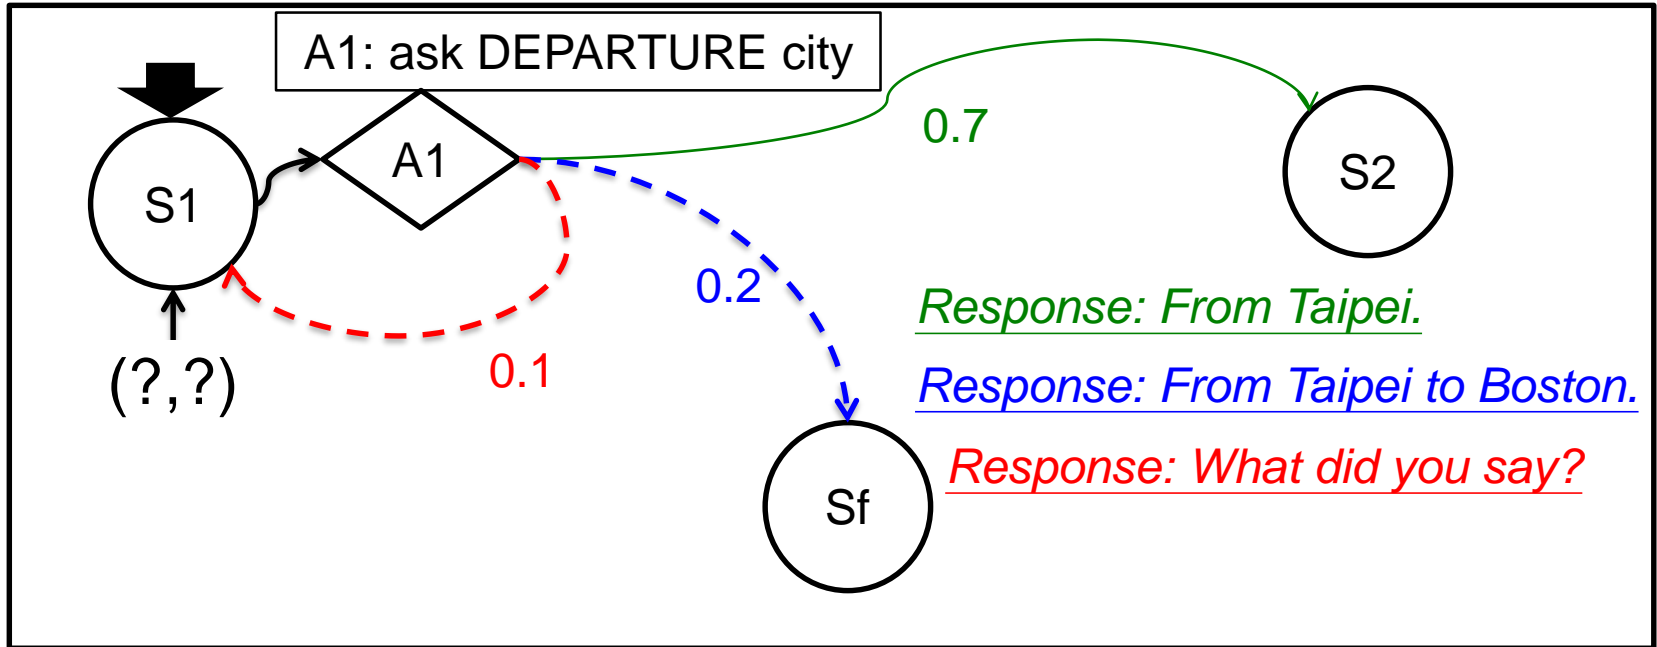 A1: ask DEPARTURE city
0.7
A1
S2
S1
0.2
Response: From Taipei.
0.1
(?,?)
Response: From Taipei to Boston.
Response: What did you say?
Sf